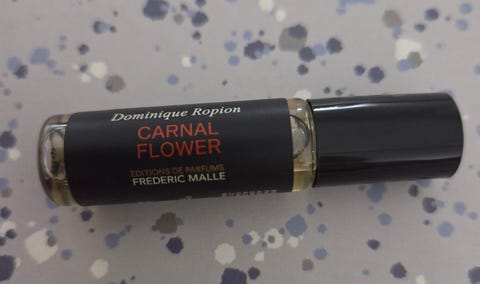 Dominique Ropion
CARNAL
FLOWER
EDITIONS DE PARFUMS
FREDERIC MALLE